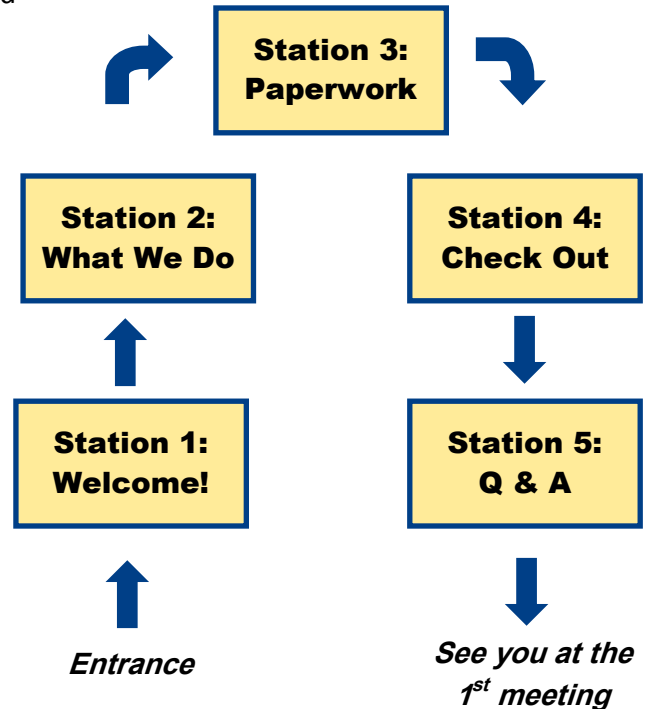 Station 3:
Paperwork
Station 2:
What We Do
Station 4:
Check Out
Station 1:
Welcome!
Station 5:
Q & A
Entrance
See you at the
1st meeting